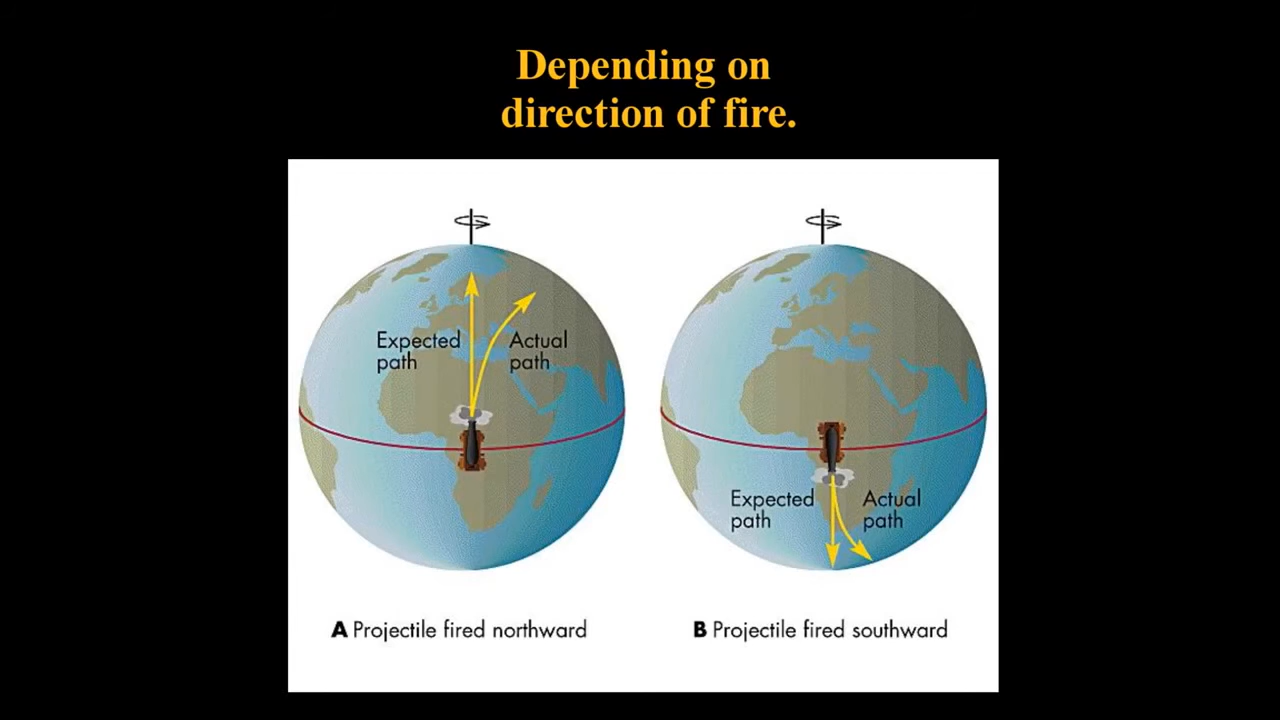 Depending on
direction of fire.
Expected
path
Actual
path
Expected
path
Actual
path
A Projectile fired northward
B Projectile fired southward